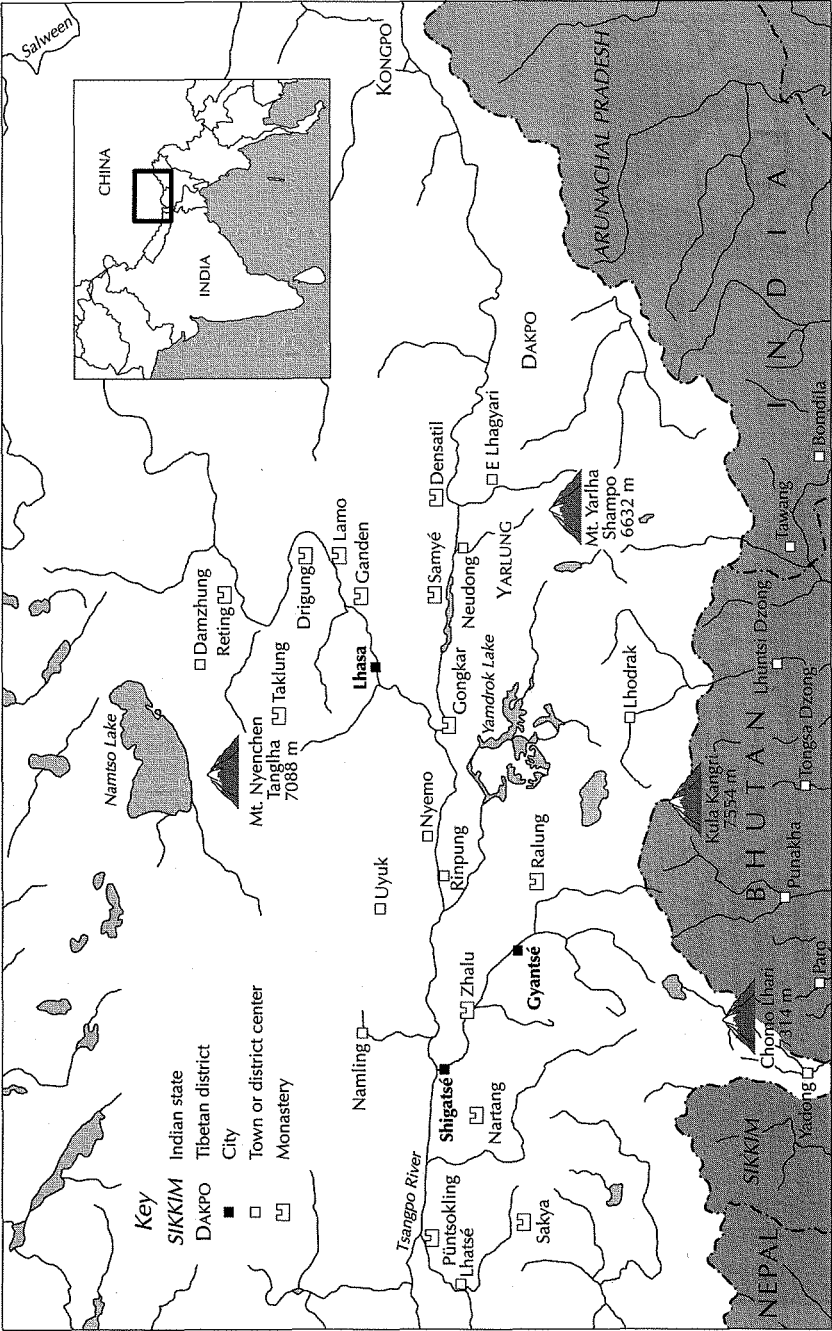 Key
SIKKIM Indian state
DAKPO Tibetan district
City
Town or district center
Monastery
Salween
CHINA
INDIA
KONGPO
Namtso Lake
Mt. Nyenchen
Tanglha
7088 m
Damzhung
Reting
Taklung
Drigung
Lamo
Ganden
Lhasa
Uyuk
Nyemo
Namling
Tsangpo River
Püntsokling
Lhatsé
Sakya
Shigatsé
Nartang
Zhalu
Gyantsé
Rinpung
Ralung
Gongkar
Yamdrok Lake
Samyé
Neudong
YARLUNG
Densatil
E Lhagyari
DAKPO
Mt. Yarlha
Shampo
6632 m
Lhodrak
Kula Kangri
7554 m
Chomo Lhari
NEPAL
SIKKIM
Yadong
Paro
Punakha
BHUTAN
Tongsa Dzong
Lhuntsi Dzong
Tawang
Bomdila
INDIA
ARUNACHAL PRADESH